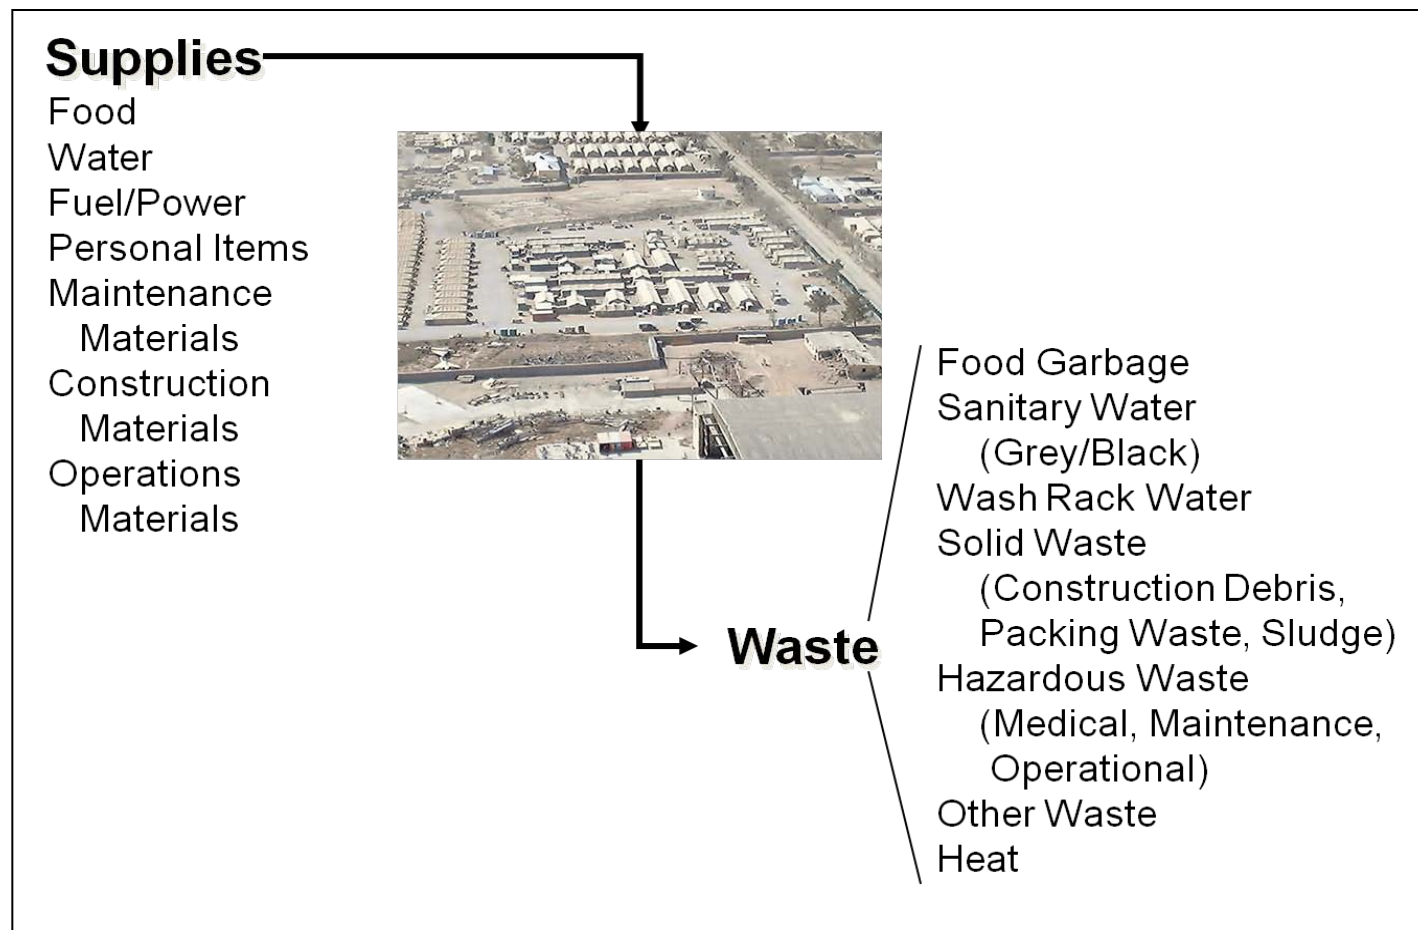 Supplies
Food
Water
Fuel/Power
Personal Items
Maintenance
Materials
Construction
Materials
Operations
Materials
Waste
Food Garbage
Sanitary Water
(Grey/Black)
Wash Rack Water
Solid Waste
(Construction Debris,
Packing Waste, Sludge)
Hazardous Waste
(Medical, Maintenance,
Operational)
Other Waste
Heat